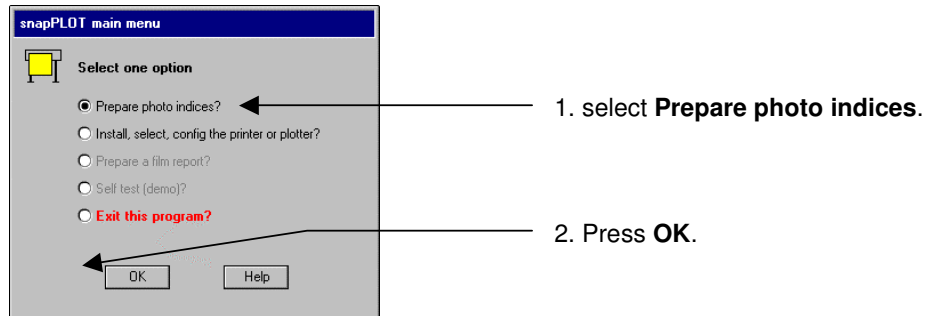 snapPLOT main menu
Select one option
Prepare photo indices?
1. select Prepare photo indices.
Install, select, config the printer or plotter?
Prepare a film report?
Self test (demo)?
Exit this program?
2. Press OK.
OK
Help